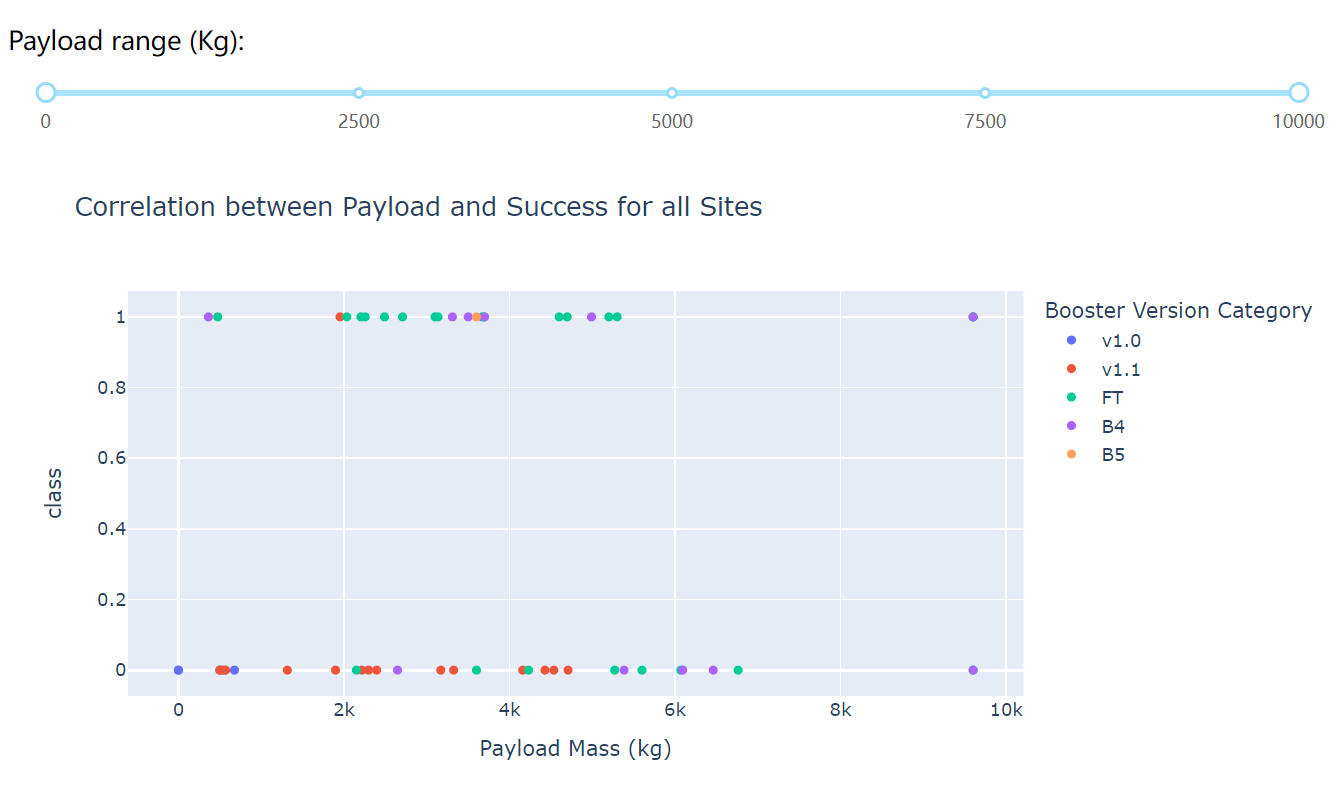 Payload range (Kg):
0 2500 5000 7500 10000
Correlation between Payload and Success for all Sites
1
0.8
0.6
0.4
0.2
0
class
0 2k 4k 6k 8k 10k
Payload Mass (kg)
Booster Version Category
v1.0
v1.1
FT
B4
B5